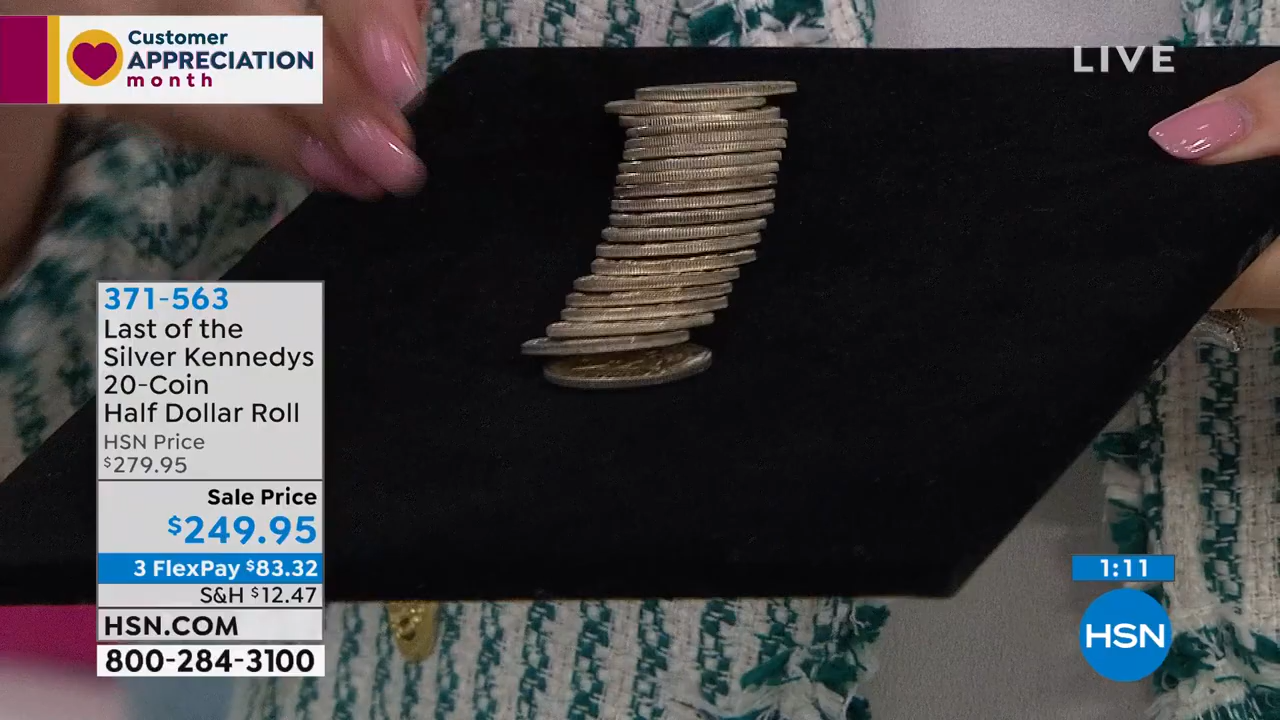 Customer
APPRECIATION
month
LIVE
371-563
Last of the
Silver Kennedys
20-Coin
Half Dollar Roll
HSN Price
$279.95
Sale Price
$249.95
3 FlexPay $83.32
S&H $12.47
HSN.COM
800-284-3100
1:11
HSN